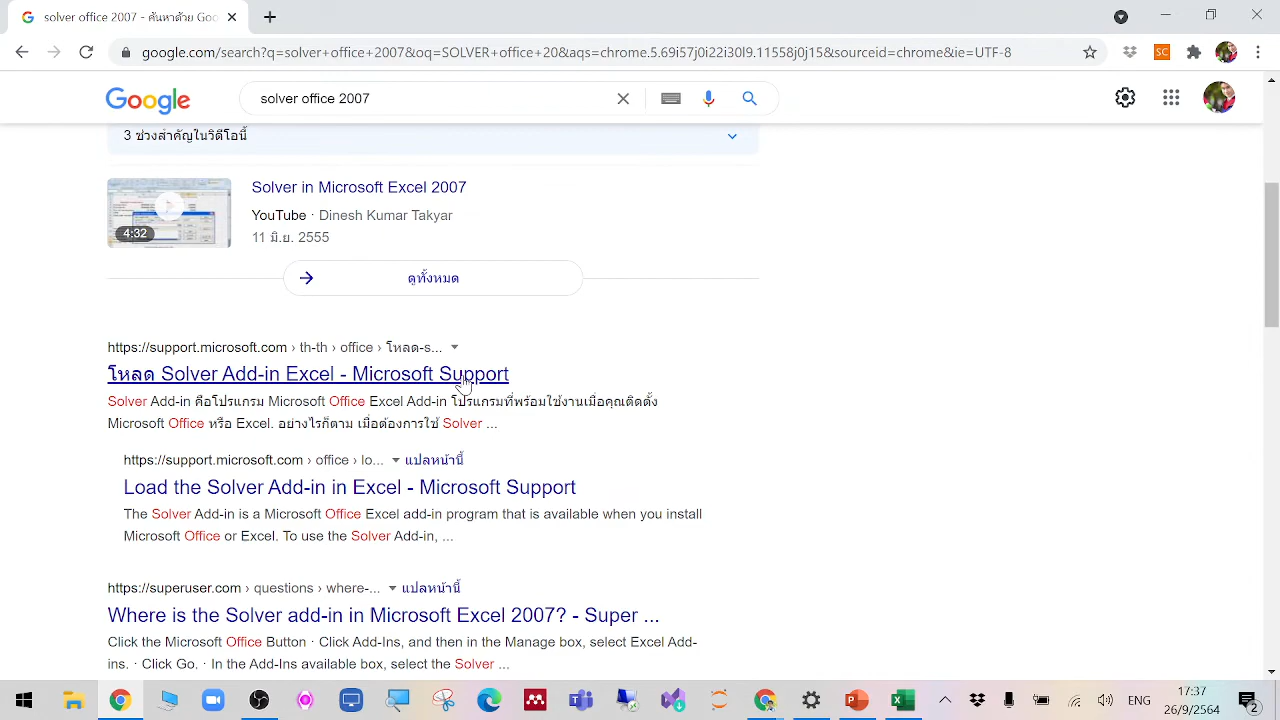 solver office 2007 - ค้นหาด้วย Goo
google.com/search?q=solver+office+2007&oq=SOLVER+office+20&aqs=chrome.5.69i57j0i22i30l9.11558j0j15&sourceid=chrome&ie=UTF-8
SC
Google
solver office 2007
3 ช่วงสำคัญในวิดีโอนี้
Solver in Microsoft Excel 2007
YouTube · Dinesh Kumar Takyar
4:32
11 มิ.ย. 2555
ดูทั้งหมด
https://support.microsoft.com › th-th › office › โหลด-s...
โหลด Solver Add-in Excel - Microsoft Support
Solver Add-in คือโปรแกรม Microsoft Office Excel Add-in โปรแกรมที่พร้อมใช้งานเมื่อคุณติดตั้ง
Microsoft Office หรือ Excel. อย่างไรก็ตาม เมื่อต้องการใช้ Solver ...
https://support.microsoft.com › office › lo... แปลหน้านี้
Load the Solver Add-in in Excel - Microsoft Support
The Solver Add-in is a Microsoft Office Excel add-in program that is available when you install
Microsoft Office or Excel. To use the Solver Add-in, ...
https://superuser.com › questions › where-... แปลหน้านี้
Where is the Solver add-in in Microsoft Excel 2007? - Super ...
Click the Microsoft Office Button · Click Add-Ins, and then in the Manage box, select Excel Add-
ins. · Click Go. · In the Add-Ins available box, select the Solver ...
ENG
17:37
26/9/2564
2